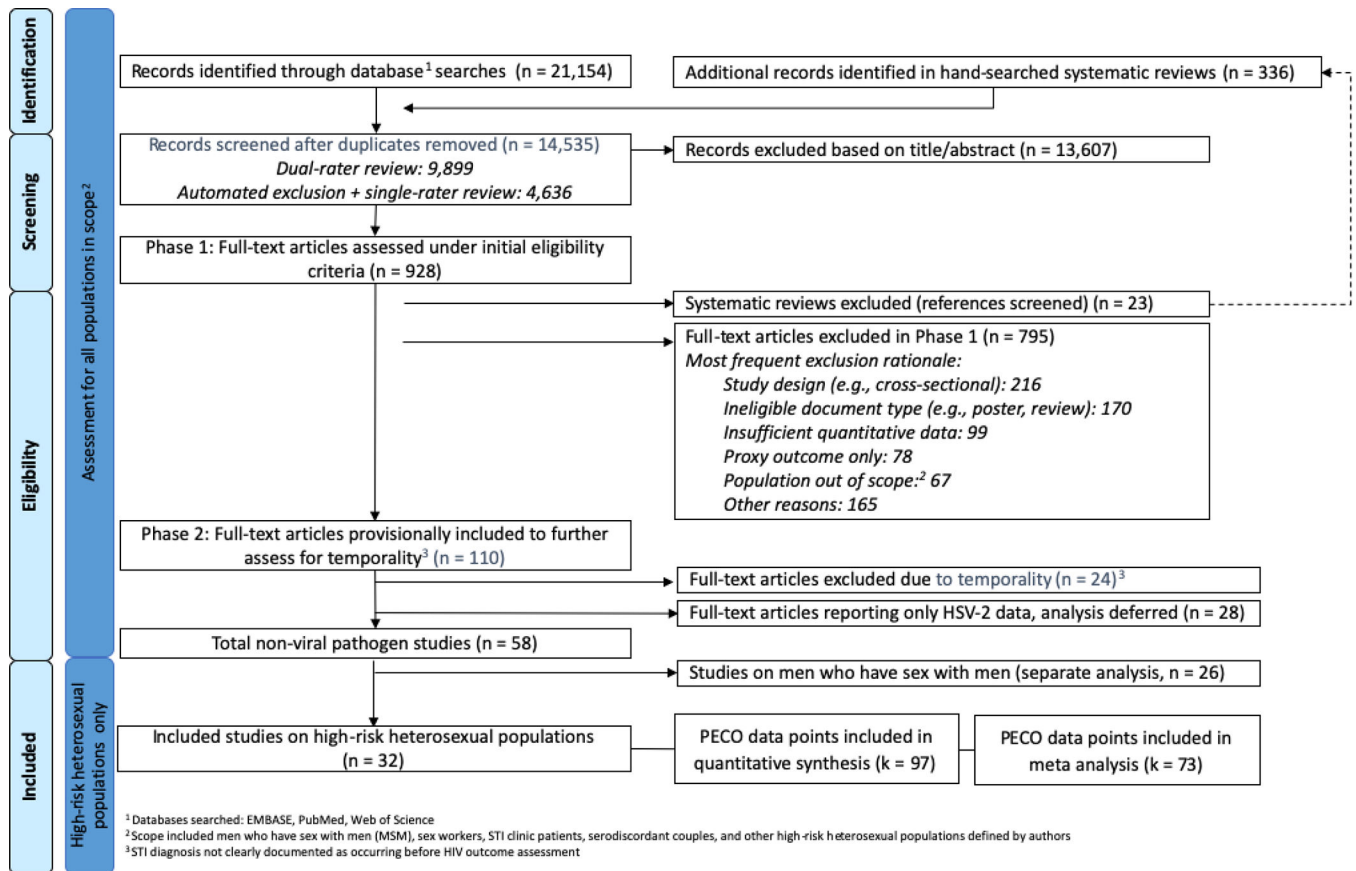 Identification
Screening
Eligibility
Included
Assessment for all populations in scope²
High-risk heterosexual
populations only
Records identified through database¹ searches (n = 21,154)
Additional records identified in hand-searched systematic reviews (n = 336)
Records screened after duplicates removed (n = 14,535)
Dual-rater review: 9,899
Automated exclusion + single-rater review: 4,636
Records excluded based on title/abstract (n = 13,607)
Phase 1: Full-text articles assessed under initial eligibility
criteria (n = 928)
Systematic reviews excluded (references screened) (n = 23)
Full-text articles excluded in Phase 1 (n = 795)
Most frequent exclusion rationale:
Study design (e.g., cross-sectional): 216
Ineligible document type (e.g., poster, review): 170
Insufficient quantitative data: 99
Proxy outcome only: 78
Population out of scope:² 67
Other reasons: 165
Phase 2: Full-text articles provisionally included to further
assess for temporality³ (n = 110)
Full-text articles excluded due to temporality (n = 24)³
Full-text articles reporting only HSV-2 data, analysis deferred (n = 28)
Total non-viral pathogen studies (n = 58)
Studies on men who have sex with men (separate analysis, n = 26)
Included studies on high-risk heterosexual populations
(n = 32)
PECO data points included in
quantitative synthesis (k = 97)
PECO data points included in
meta analysis (k = 73)
¹ Databases searched: EMBASE, PubMed, Web of Science
² Scope included men who have sex with men (MSM), sex workers, STI clinic patients, serodiscordant couples, and other high-risk heterosexual populations defined by authors
³ STI diagnosis not clearly documented as occurring before HIV outcome assessment